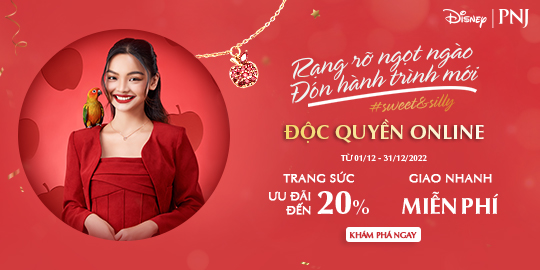 Disney | PNJ
Rạng rỡ ngọt ngào
Đón hành trình mới
#sweet&silly
ĐỘC QUYỀN ONLINE
TỪ 01/12 - 31/12/2022
TRANG SỨC
ƯU ĐÃI ĐẾN 20%
GIAO NHANH
MIỄN PHÍ
KHÁM PHÁ NGAY